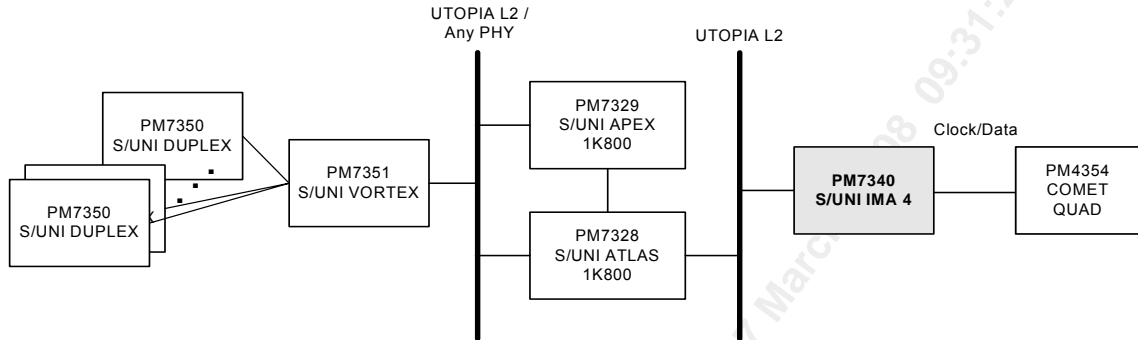 UTOPIA L2 /
Any PHY
UTOPIA L2
PM7350
S/UNI DUPLEX
PM7350
S/UNI DUPLEX
PM7351
S/UNI VORTEX
PM7329
S/UNI APEX
1K800
PM7328
S/UNI ATLAS
1K800
PM7340
S/UNI IMA 4
Clock/Data
PM4354
COMET
QUAD